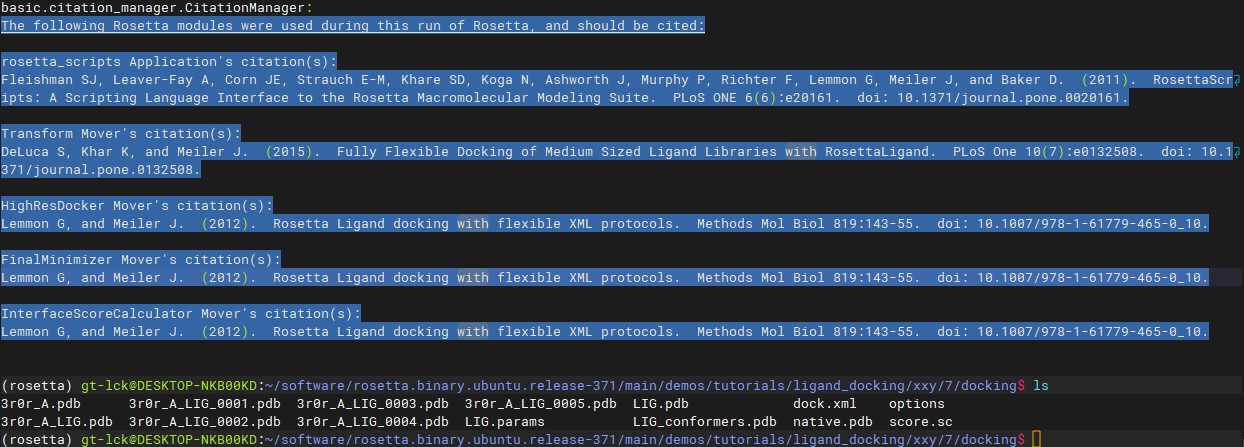 basic.citation_manager.CitationManager:
The following Rosetta modules were used during this run of Rosetta, and should be cited:
rosetta_scripts Application's citation(s):
Fleishman SJ, Leaver-Fay A, Corn JE, Strauch E-M, Khare SD, Koga N, Ashworth J, Murphy P, Richter F, Lemmon G, Meiler J, and Baker D.  (2011).  RosettaScr
ipts: A Scripting Language Interface to the Rosetta Macromolecular Modeling Suite.  PLoS ONE 6(6):e20161.  doi: 10.1371/journal.pone.0020161.
Transform Mover's citation(s):
DeLuca S, Khar K, and Meiler J.  (2015).  Fully Flexible Docking of Medium Sized Ligand Libraries with RosettaLigand.  PLoS One 10(7):e0132508.  doi: 10.1
371/journal.pone.0132508.
HighResDocker Mover's citation(s):
Lemmon G, and Meiler J.  (2012).  Rosetta Ligand docking with flexible XML protocols.  Methods Mol Biol 819:143-55.  doi: 10.1007/978-1-61779-465-0_10.
FinalMinimizer Mover's citation(s):
Lemmon G, and Meiler J.  (2012).  Rosetta Ligand docking with flexible XML protocols.  Methods Mol Biol 819:143-55.  doi: 10.1007/978-1-61779-465-0_10.
InterfaceScoreCalculator Mover's citation(s):
Lemmon G, and Meiler J.  (2012).  Rosetta Ligand docking with flexible XML protocols.  Methods Mol Biol 819:143-55.  doi: 10.1007/978-1-61779-465-0_10.
(rosetta) gt-lck@DESKTOP-NKB00KD:~/software/rosetta.binary.ubuntu.release-371/main/demos/tutorials/ligand_docking/xxy/7/docking$ ls
3r0r_A.pdb      3r0r_A_LIG_0001.pdb  3r0r_A_LIG_0003.pdb  3r0r_A_LIG_0005.pdb  LIG.pdb             dock.xml    options
3r0r_A_LIG.pdb  3r0r_A_LIG_0002.pdb  3r0r_A_LIG_0004.pdb  LIG.params           LIG_conformers.pdb  native.pdb  score.sc
(rosetta) gt-lck@DESKTOP-NKB00KD:~/software/rosetta.binary.ubuntu.release-371/main/demos/tutorials/ligand_docking/xxy/7/docking$